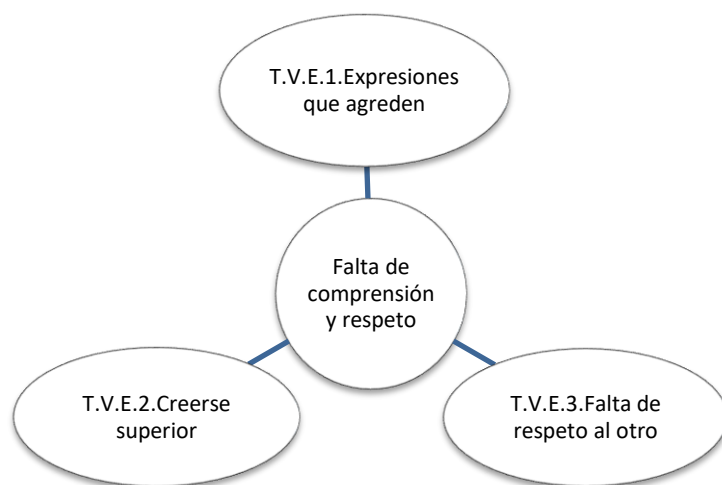 T.V.E.1.Expresiones
que agreden
Falta de
comprensión
y respeto
T.V.E.2.Creerse
superior
T.V.E.3.Falta de
respeto al otro